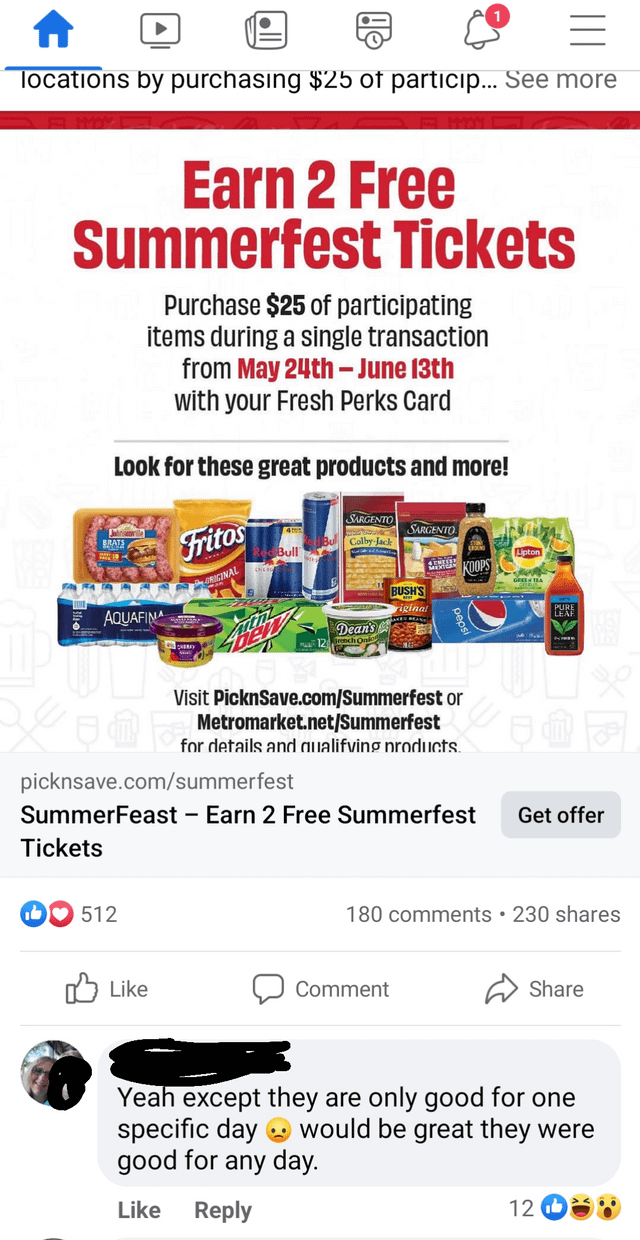 1
locations by purchasing $25 of particip... See more
Earn 2 Free
Summerfest Tickets
Purchase $25 of participating
items during a single transaction
from May 24th – June 13th
with your Fresh Perks Card
Look for these great products and more!
Johnsonville
BRATS
Fritos
ORIGINAL
Red Bull
Red Bull
SARGENTO
Colby-Jack
SARGENTO
KOOPS
Lipton
GREEN TEA
AQUAFINA
mtn
Dew
12
Dean's
French Onion
BUSH'S
BEST
Original
pepsi
PURE
LEAF
Visit PicknSave.com/Summerfest or
Metromarket.net/Summerfest
for details and qualifying products.
picknsave.com/summerfest
SummerFeast – Earn 2 Free Summerfest
Tickets
Get offer
512
180 comments • 230 shares
Like
Comment
Share
Yeah except they are only good for one
specific day 😞 would be great they were
good for any day.
Like Reply
12